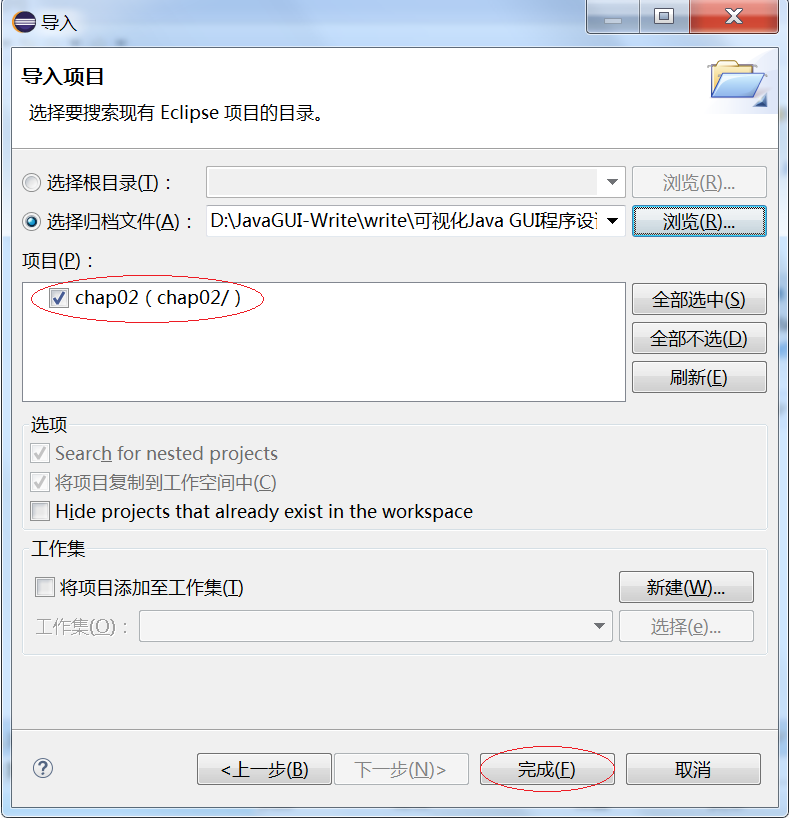 导入
导入项目
选择要搜索现有 Eclipse 项目的目录。
选择根目录(T)： 浏览(R)...
选择归档文件(A)： D:\JavaGUI-Write\write\可视化Java GUI程序设 浏览(R)...
项目(P)：
chap02（chap02/）
全部选中(S)
全部不选(D)
刷新(E)
选项
Search for nested projects
将项目复制到工作空间中(C)
Hide projects that already exist in the workspace
工作集
将项目添加至工作集(T) 新建(W)...
工作集(O)： 选择(e)...
<上一步(B) 下一步(N)> 完成(F) 取消